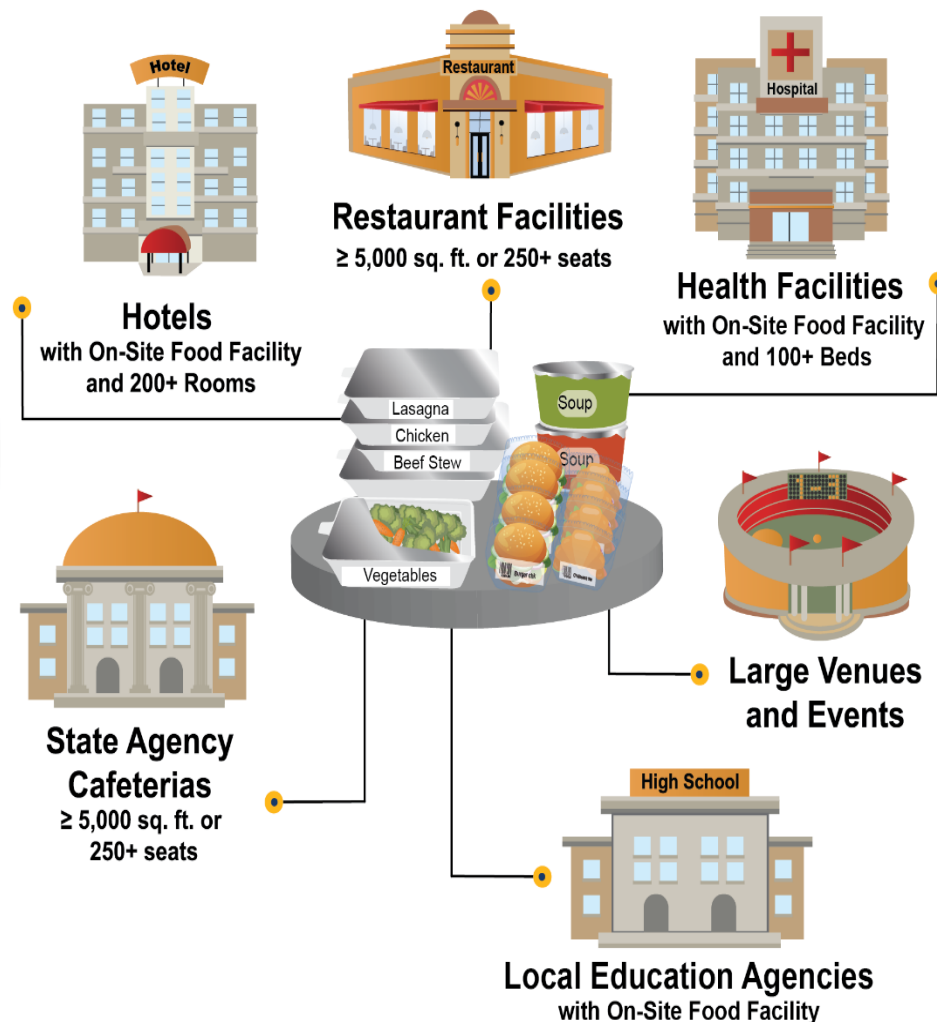 Hotel
Restaurant
Hospital
Restaurant Facilities
≥ 5,000 sq. ft. or 250+ seats
Health Facilities
with On-Site Food Facility
and 100+ Beds
Hotels
with On-Site Food Facility
and 200+ Rooms
Lasagna
Chicken
Beef Stew
Vegetables
Soup
Soup
1-3
Large Venues
and Events
State Agency
Cafeterias
≥ 5,000 sq. ft. or
250+ seats
High School
Local Education Agencies
with On-Site Food Facility